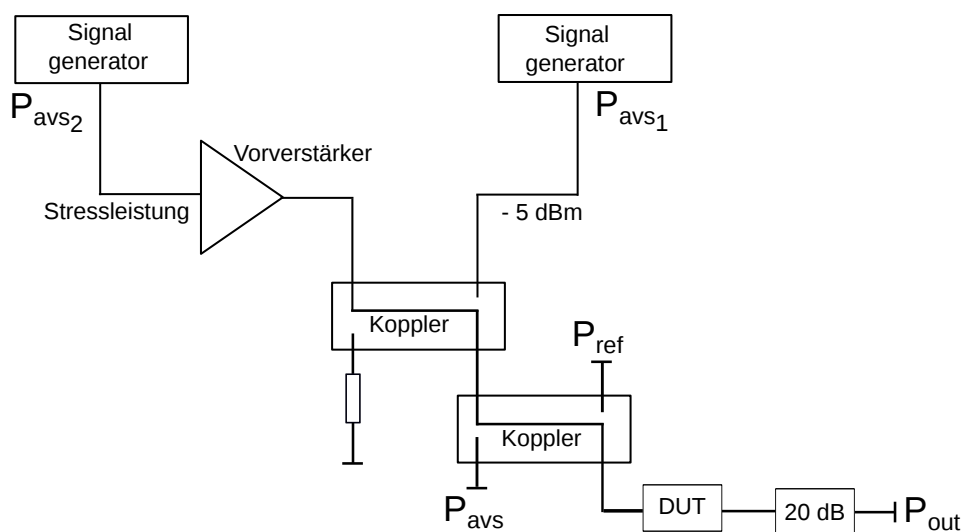 Signal
generator
Signal
generator
Pavs2
Pavs1
Vorverstärker
Stressleistung
- 5 dBm
Koppler
Pref
Koppler
Pavs
DUT
20 dB
Pout